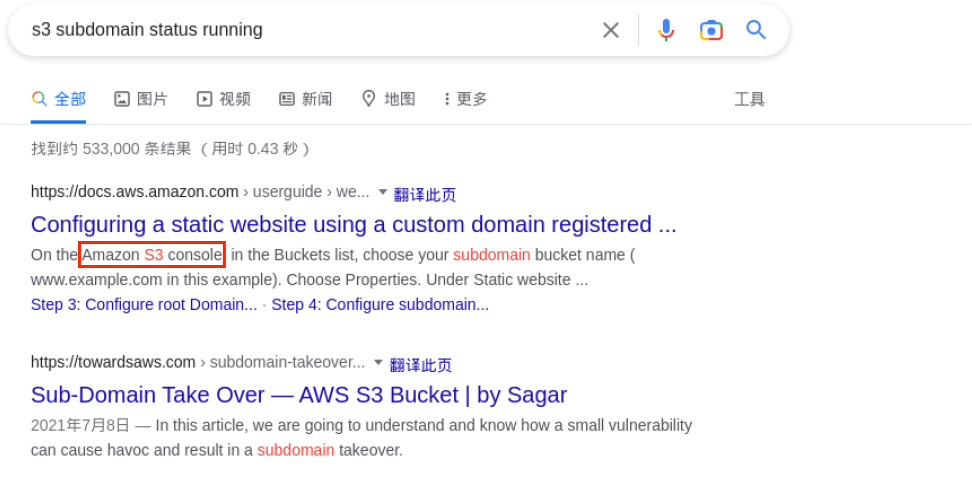 s3 subdomain status running
全部 图片 视频 新闻 地图 更多 工具
找到约 533,000 条结果 （用时 0.43 秒）
https://docs.aws.amazon.com › userguide › we... 翻译此页
Configuring a static website using a custom domain registered ...
On the Amazon S3 console, in the Buckets list, choose your subdomain bucket name (
www.example.com in this example). Choose Properties. Under Static website ...
Step 3: Configure root Domain... · Step 4: Configure subdomain...
https://towardsaws.com › subdomain-takeover... 翻译此页
Sub-Domain Take Over — AWS S3 Bucket | by Sagar
2021年7月8日 — In this article, we are going to understand and know how a small vulnerability
can cause havoc and result in a subdomain takeover.